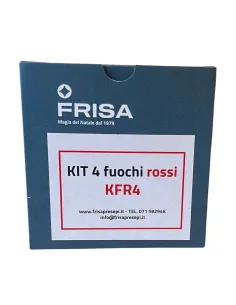 FRISA
Magia del Natale dal 1979
KIT 4 fuochi rossi
KFR4
www.frisapresepi.it - TEL. 071 982968
info@frisapresepi.it